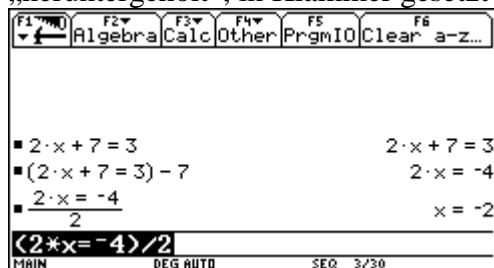 „heruntergeholt", in Klammer gesetzt
F1 F2 Algebra F3 Calc F4 Other F5 PrgmIO F6 Clear a-z…
2·x + 7 = 3 2·x + 7 = 3
(2·x + 7 = 3) - 7 2·x = -4
2·x = -4
2
x = -2
(2*x=-4)/2
MAIN DEG AUTO SEQ 3/30